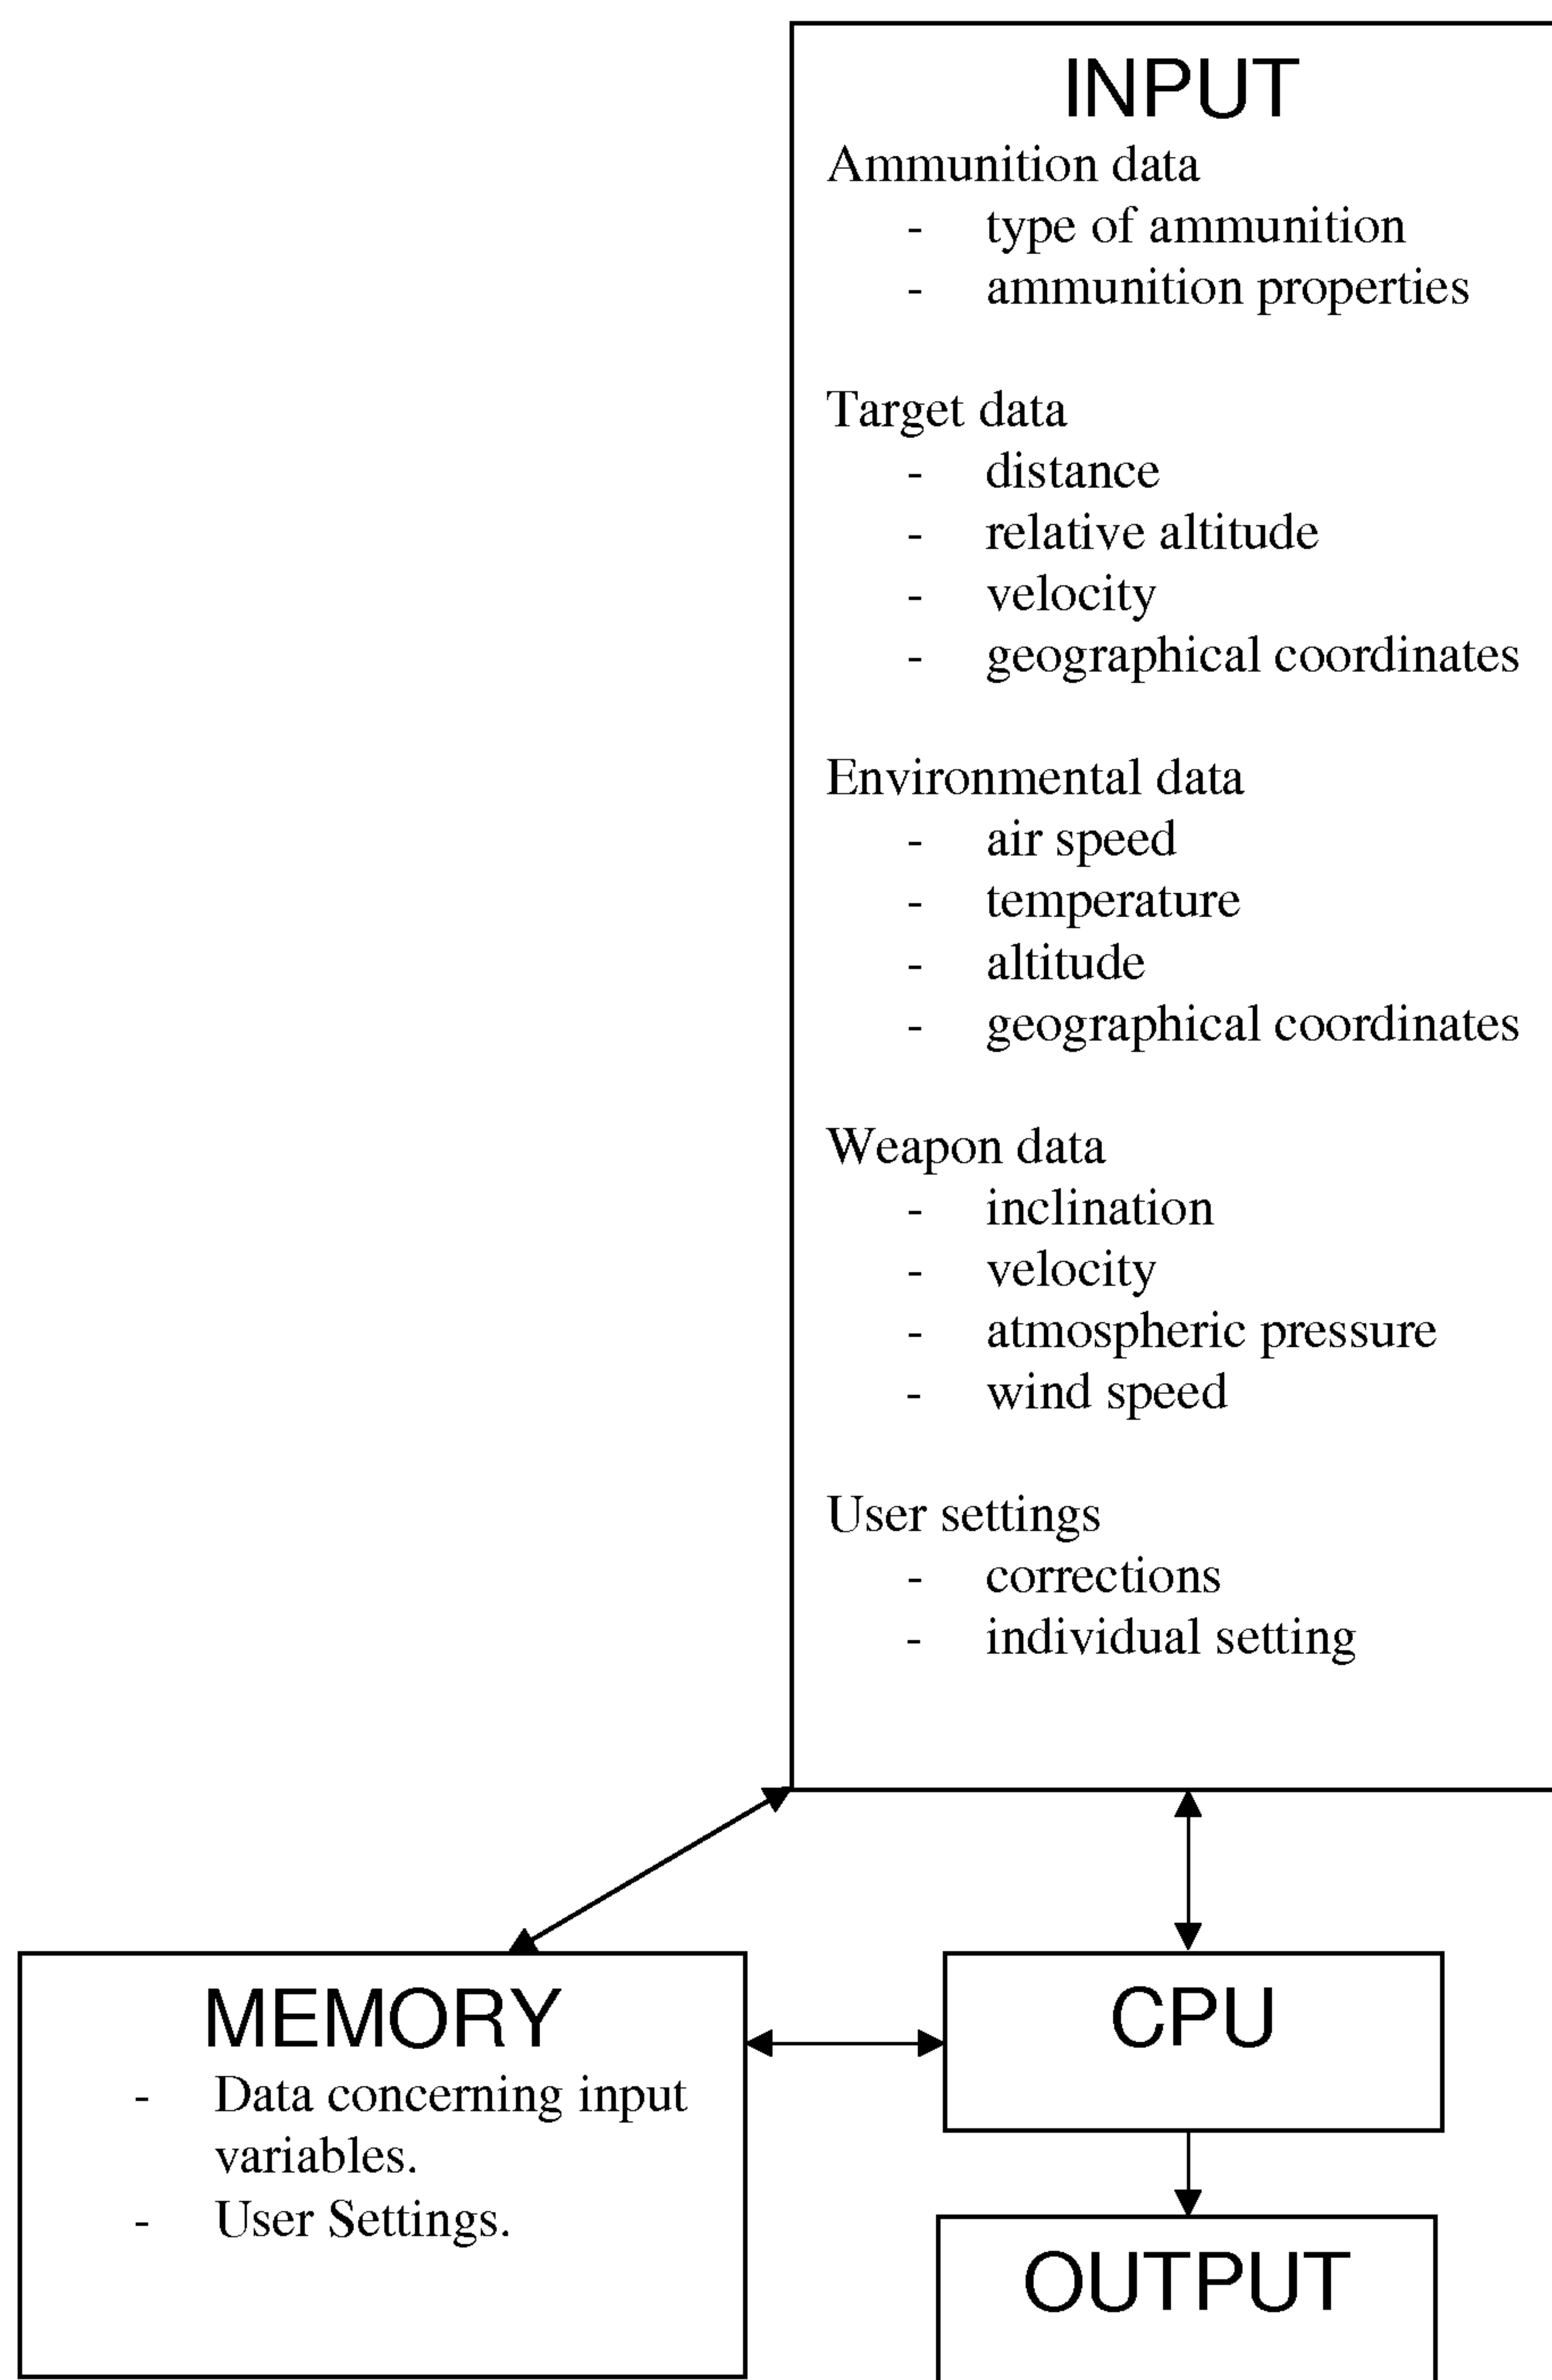 INPUT
Ammunition data
- type of ammunition
- ammunition properties
Target data
- distance
- relative altitude
- velocity
- geographical coordinates
Environmental data
- air speed
- temperature
- altitude
- geographical coordinates
Weapon data
- inclination
- velocity
- atmospheric pressure
- wind speed
User settings
- corrections
- individual setting
MEMORY
- Data concerning input
variables.
- User Settings.
CPU
OUTPUT